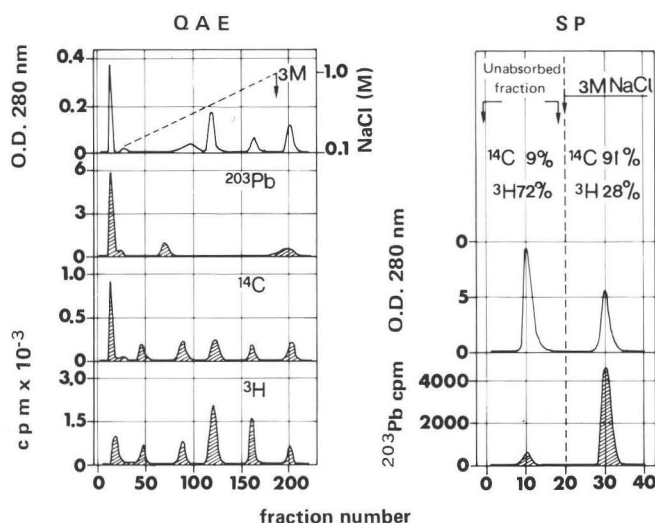 QAE
0.4
0.2
0
O.D. 280 nm
3M
1.0
0.1
NaCl (M)
6
3
0
203Pb
1.0
0.5
0
14C
3.0
1.5
0
3H
cpm x 10-3
0 50 100 150 200
SP
Unabsorbed
fraction
3M NaCl
14C 9%
14C 91%
3H72%
3H 28%
O.D. 280 nm
0
5
0
203Pb cpm
4000
2000
0
0 10 20 30 40
fraction number